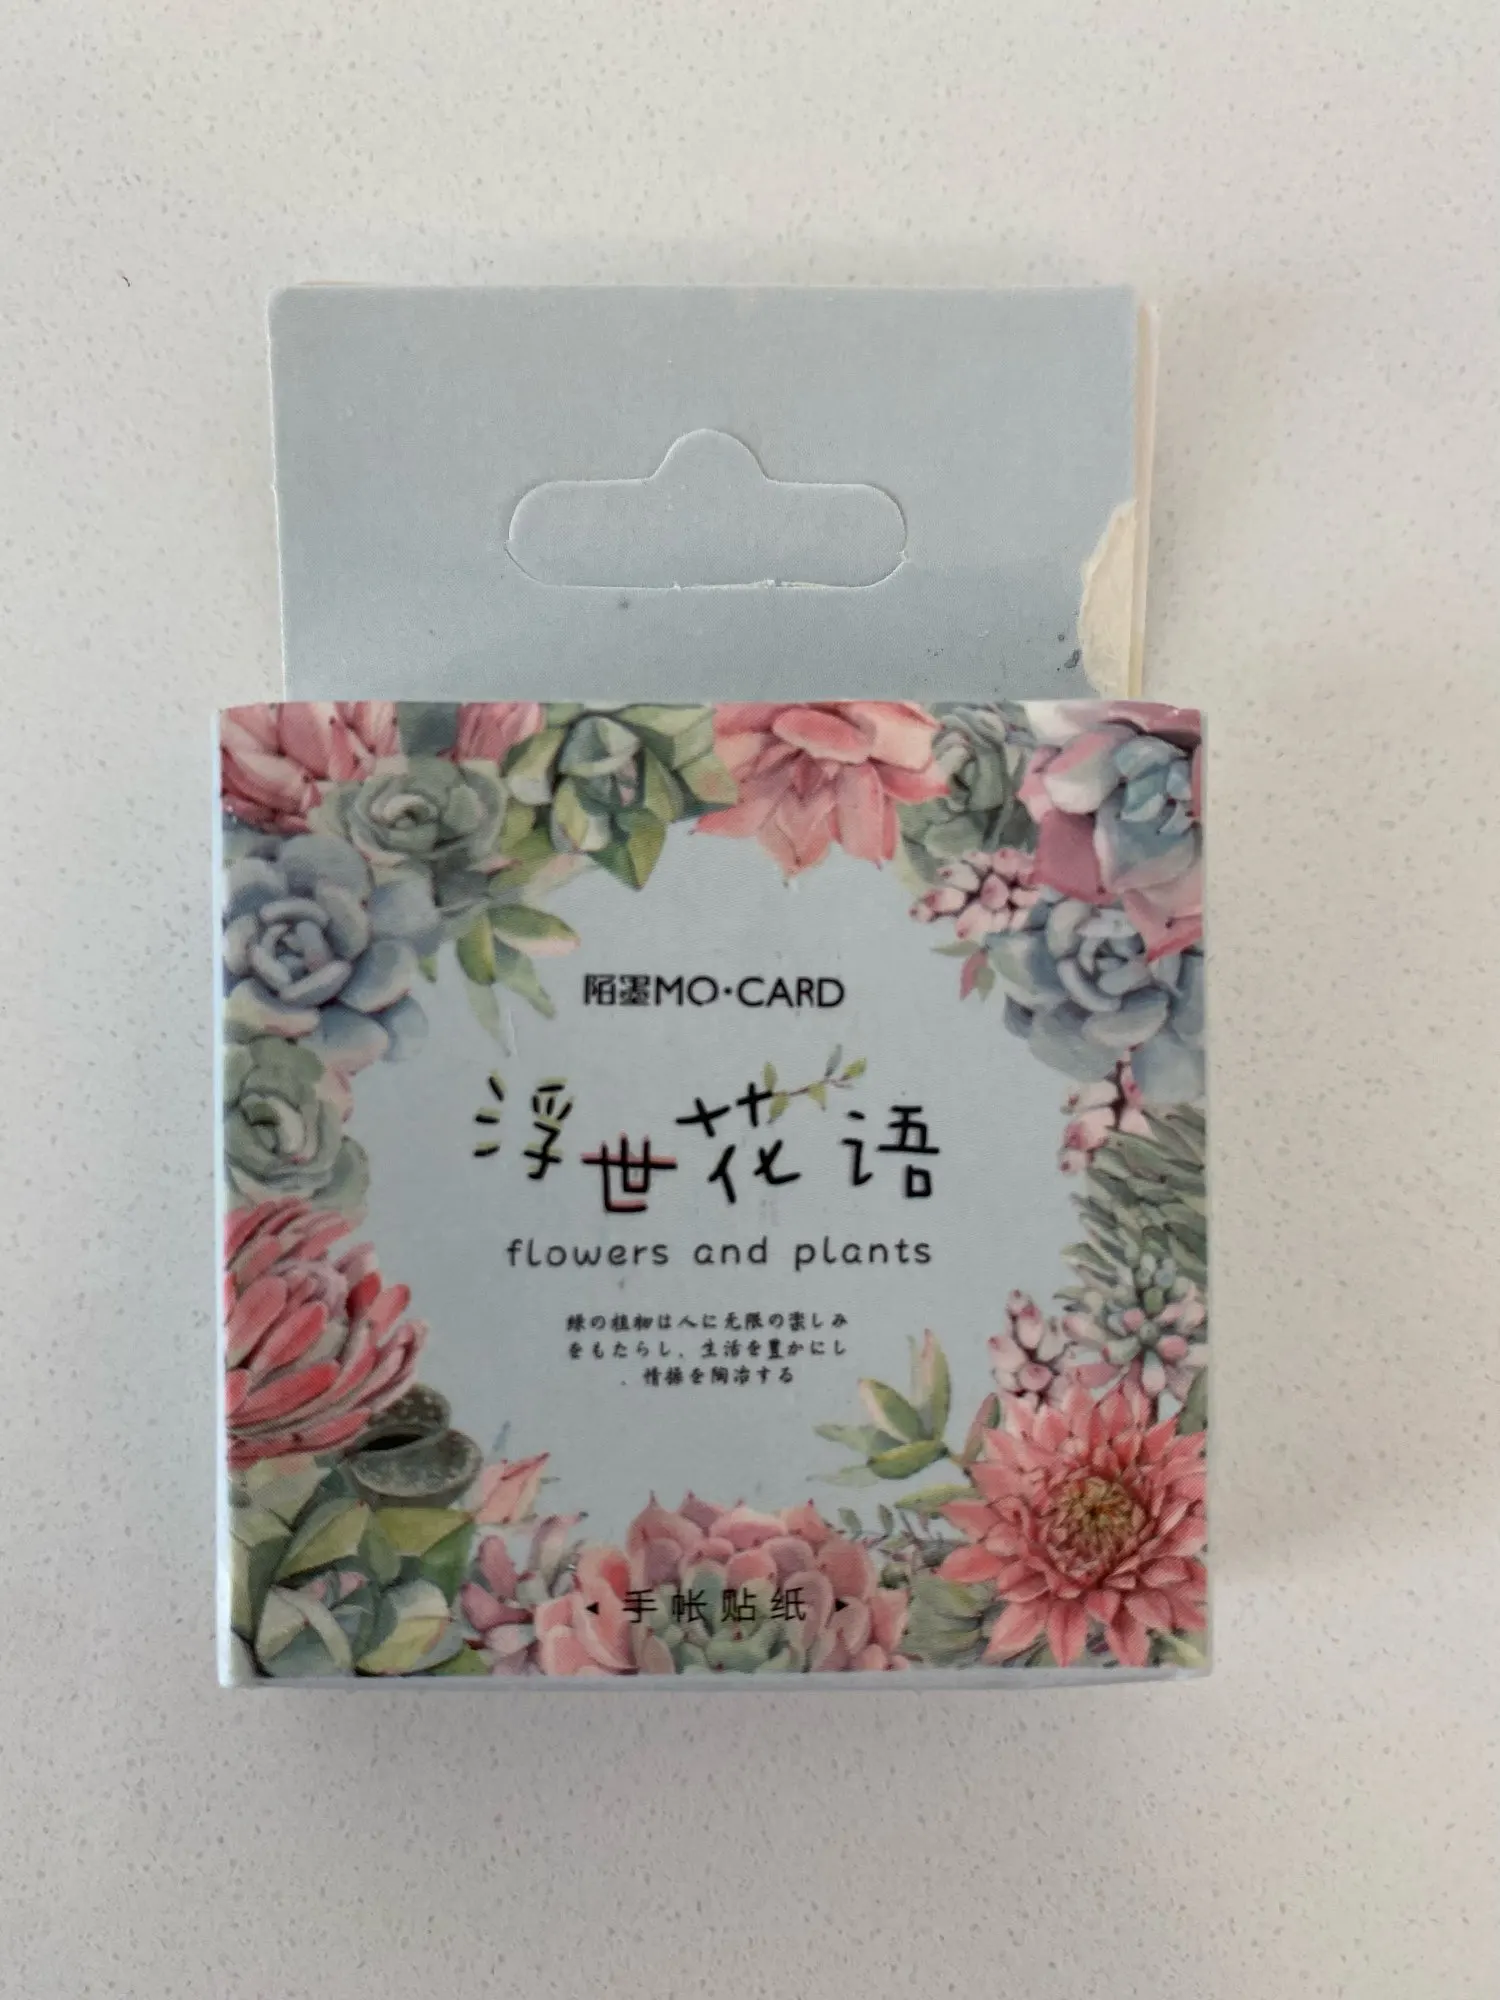 陌墨MO·CARD
浮世花语
flowers and plants
緑の植物は人に无限の楽しみ
をもたらし、生活を豊かにし
、情操を陶冶する
手帐贴纸